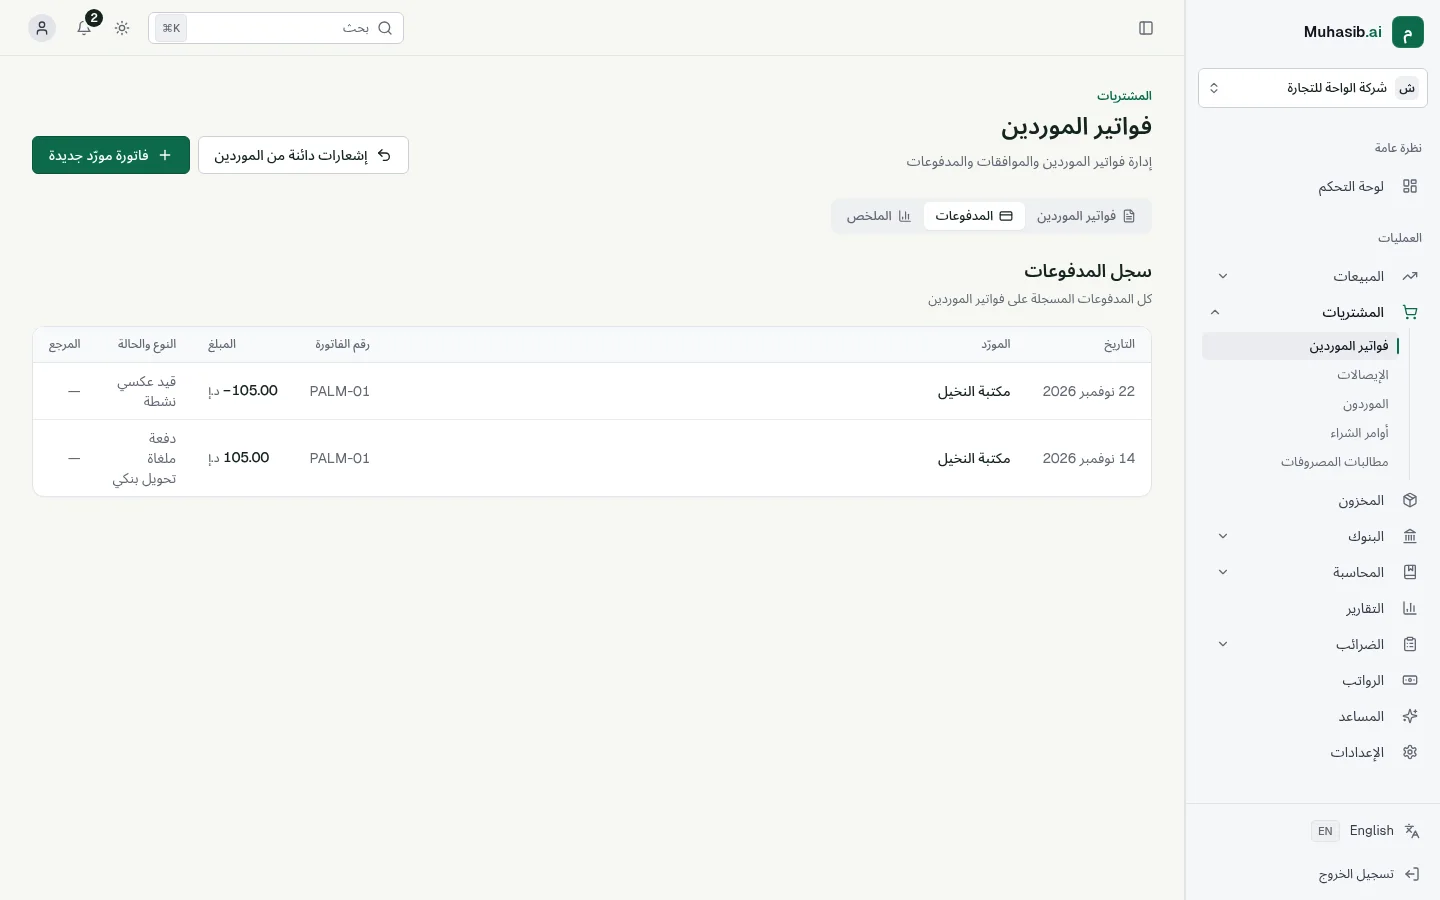 م Muhasib.ai
ش شركة الواحة للتجارة
نظرة عامة
لوحة التحكم
العمليات
المبيعات
المشتريات
فواتير الموردين
الإيصالات
الموردون
أوامر الشراء
مطالبات المصروفات
المخزون
البنوك
المحاسبة
التقارير
الضرائب
الرواتب
المساعد
الإعدادات
English EN
تسجيل الخروج
بحث ⌘K
2
المشتريات
فواتير الموردين
إدارة فواتير الموردين والموافقات والمدفوعات
إشعارات دائنة من الموردين
فاتورة مورّد جديدة
فواتير الموردين المدفوعات الملخص
سجل المدفوعات
كل المدفوعات المسجلة على فواتير الموردين
التاريخ المورّد رقم الفاتورة المبلغ النوع والحالة المرجع
22 نوفمبر 2026 مكتبة النخيل PALM-01 −105.00 د.إ قيد عكسي —
نشطة
14 نوفمبر 2026 مكتبة النخيل PALM-01 105.00 د.إ دفعة —
ملغاة
تحويل بنكي